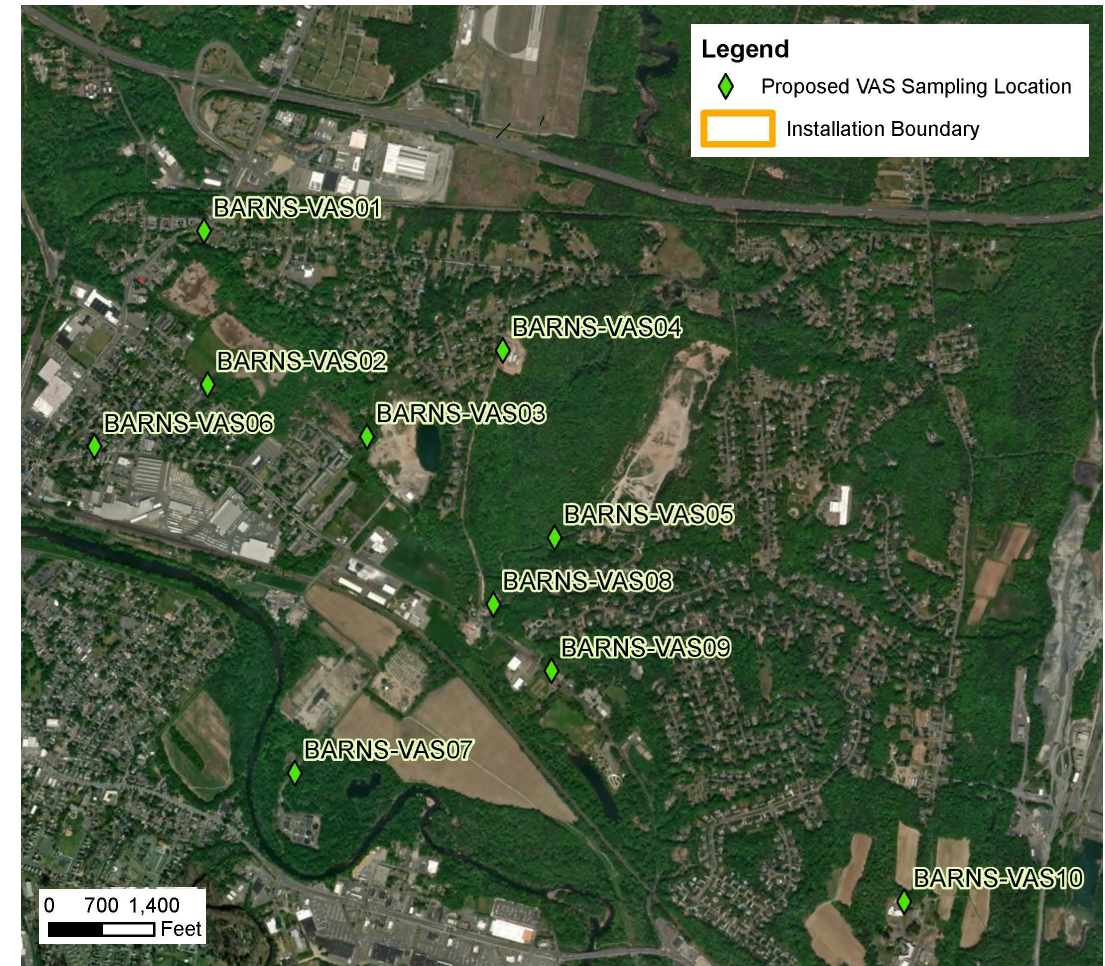 Legend
Proposed VAS Sampling Location
Installation Boundary
BARNS-VAS01
BARNS-VAS04
BARNS-VAS02
BARNS-VAS03
BARNS-VAS06
BARNS-VAS05
BARNS-VAS08
BARNS-VAS09
BARNS-VAS07
BARNS-VAS10
0 700 1,400
Feet